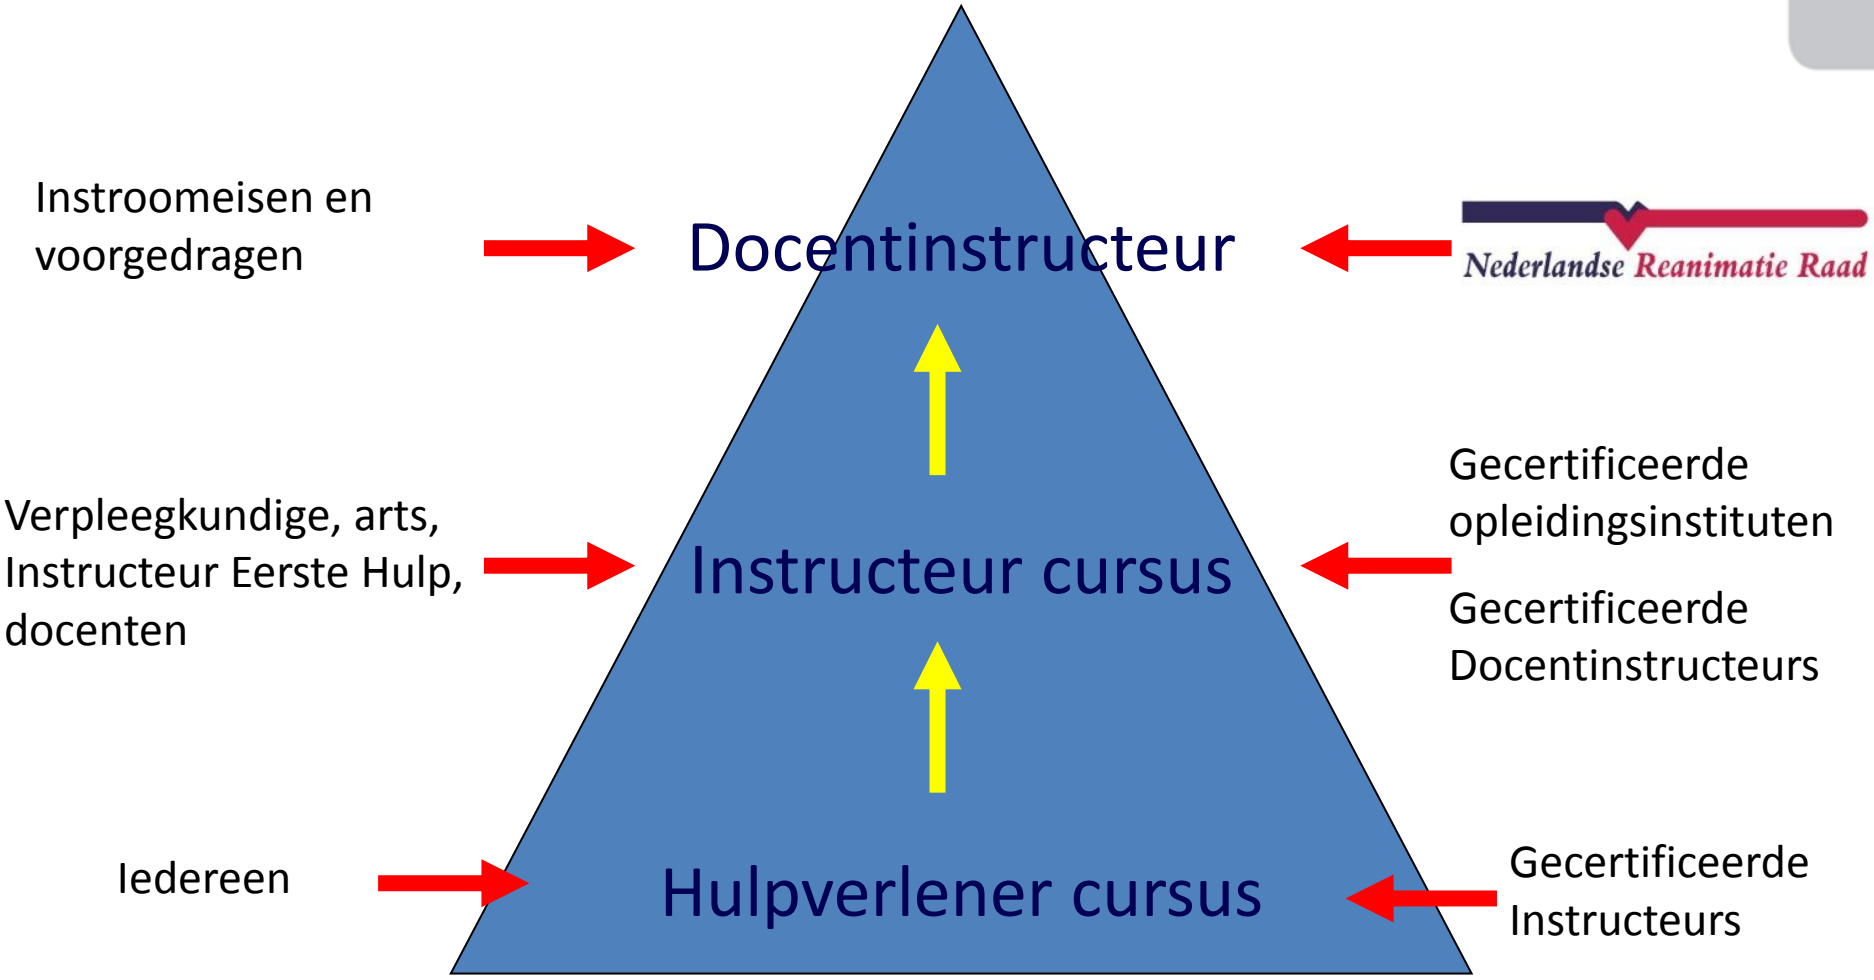 Instroomeisen en
voorgedragen
Docentinstructeur
Nederlandse Reanimatie Raad
Verpleegkundige, arts,
Instructeur Eerste Hulp,
docenten
Instructeur cursus
Gecertificeerde
opleidingsinstituten
Gecertificeerde
Docentinstructeurs
Iedereen
Hulpverlener cursus
Gecertificeerde
Instructeurs